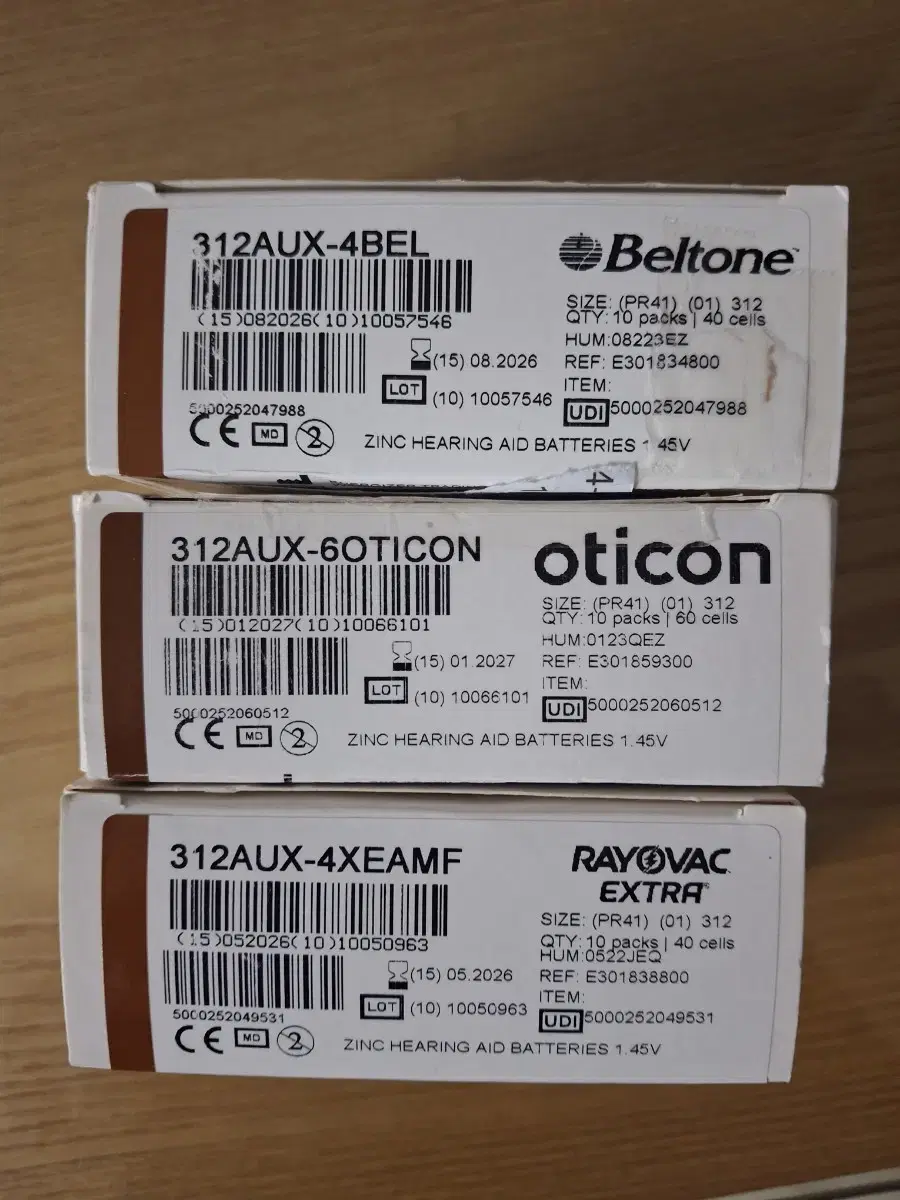 312AUX-4BEL
Beltone™
(15)082026(10)10057546
SIZE: (PR41) (01) 312
QTY: 10 packs | 40 cells
HUM:08223EZ
(15) 08.2026
REF: E301834800
LOT (10) 10057546
ITEM:
UDI 5000252047988
5000252047988
CE MD 2
ZINC HEARING AID BATTERIES 1.45V
312AUX-6OTICON
oticon
(15)012027(10)10066101
SIZE: (PR41) (01) 312
QTY: 10 packs | 60 cells
HUM:0123QEZ
(15) 01.2027
REF: E301859300
LOT (10) 10066101
ITEM:
UDI 5000252060512
5000252060512
CE MD 2
ZINC HEARING AID BATTERIES 1.45V
312AUX-4XEAMF
RAYOVAC
EXTRA®
(15)052026(10)10050963
SIZE: (PR41) (01) 312
QTY: 10 packs | 40 cells
HUM:0522JEQ
(15) 05.2026
REF: E301838800
LOT (10) 10050963
ITEM:
UDI 5000252049531
5000252049531
CE MD 2
ZINC HEARING AID BATTERIES 1.45V